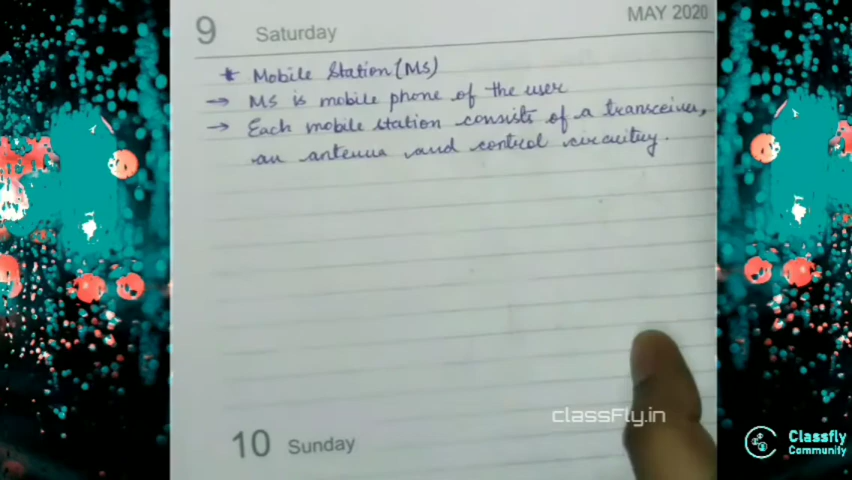 9 Saturday MAY 2020
* Mobile Station (MS)
→ MS is mobile phone of the user
→ Each mobile station consists of a transceiver,
an antenna and control circuitry.
classFly.in
10 Sunday
Classfly
Community